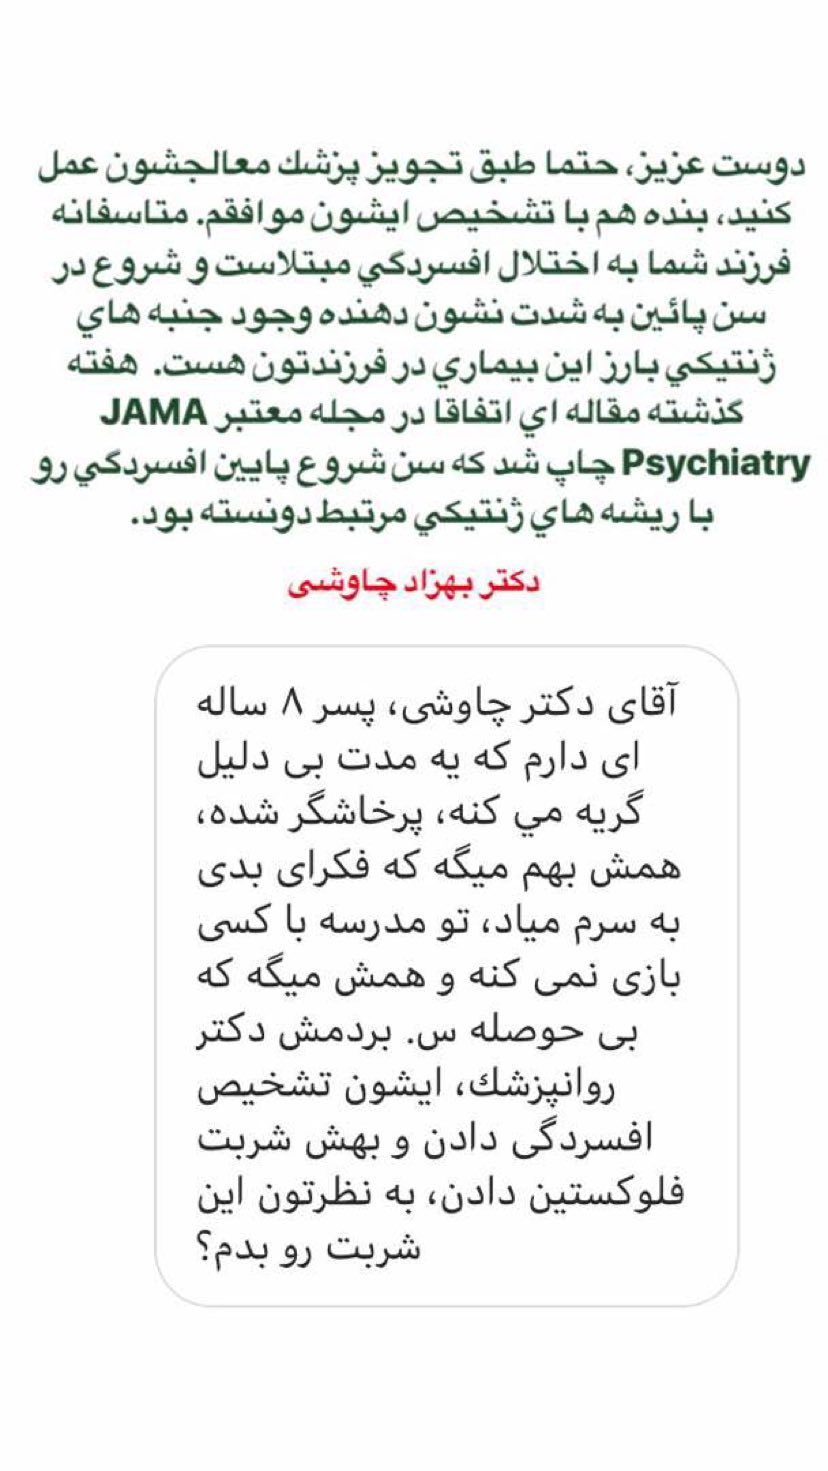 دوست عزيز، حتما طبق تجويز پزشك معالجشون عمل
كنيد، بنده هم با تشخيص ايشون موافقم. متاسفانه
فرزند شما به اختلال افسردگي مبتلاست و شروع در
سن پائين به شدت نشون دهنده وجود جنبه هاي
ژنتيكي بارز اين بيماري در فرزندتون هست. هفته
گذشته مقاله اي اتفاقا در مجله معتبر JAMA
Psychiatry چاپ شد كه سن شروع پايين افسردگي رو
با ريشه هاي ژنتيكي مرتبط دونسته بود.
دکتر بهزاد چاوشی
آقای دکتر چاوشی، پسر ۸ ساله
ای دارم که یه مدت بی دلیل
گریه مي کنه، پرخاشگر شده،
همش بهم میگه که فکرای بدی
به سرم میاد، تو مدرسه با کسی
بازی نمی کنه و همش میگه که
بی حوصله س. بردمش دکتر
روانپزشك، ایشون تشخیص
افسردگی دادن و بهش شربت
فلوکستین دادن، به نظرتون این
شربت رو بدم؟